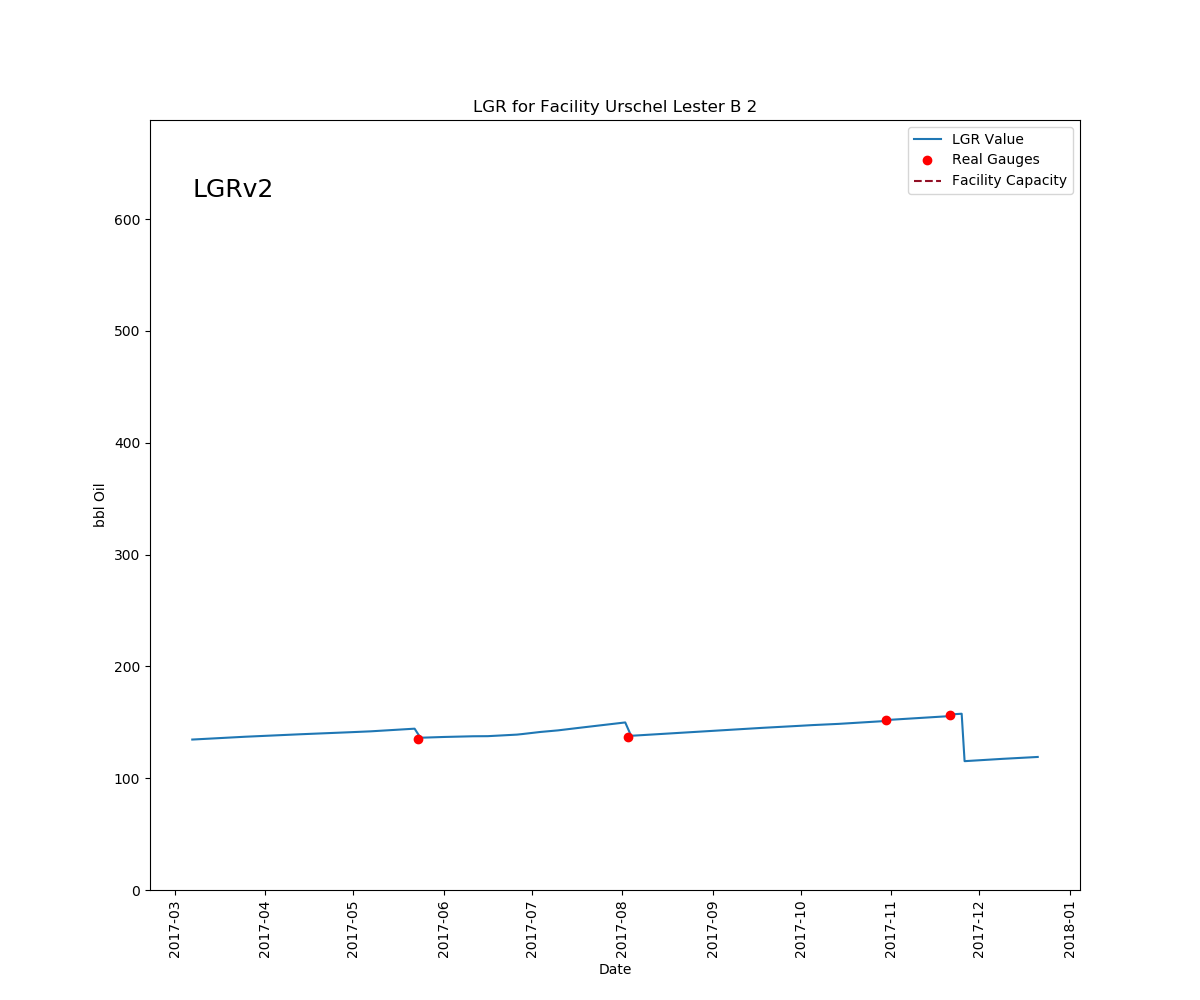 LGR for Facility Urschel Lester B 2
LGRv2
LGR Value
Real Gauges
Facility Capacity
bbl Oil
600
500
400
300
200
100
0
2017-03
2017-04
2017-05
2017-06
2017-07
2017-08
2017-09
2017-10
2017-11
2017-12
2018-01
Date